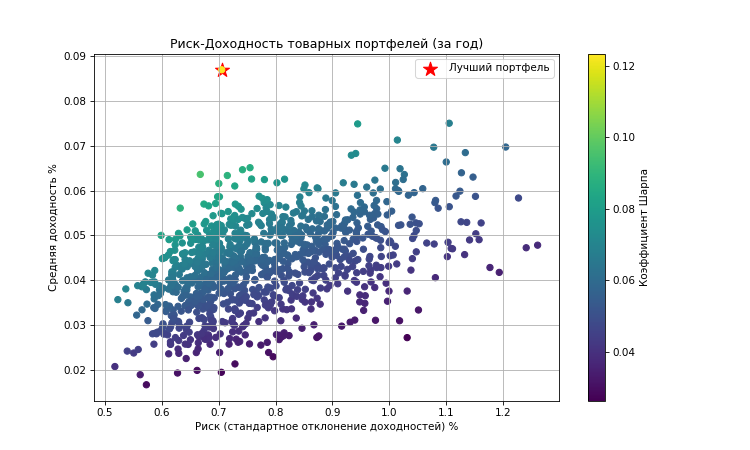 Риск-Доходность товарных портфелей (за год)
Лучший портфель
Средняя доходность %
0.09
0.08
0.07
0.06
0.05
0.04
0.03
0.02
0.5 0.6 0.7 0.8 0.9 1.0 1.1 1.2
Риск (стандартное отклонение доходностей) %
0.12
0.10
0.08
0.06
0.04
Коэффициент Шарпа